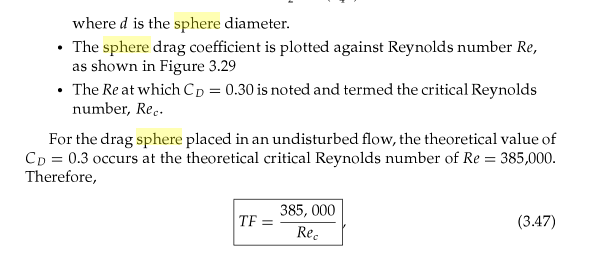 where d is the sphere diameter.
• The sphere drag coefficient is plotted against Reynolds number Re,
as shown in Figure 3.29
• The Re at which C_D = 0.30 is noted and termed the critical Reynolds
number, Re_c.
For the drag sphere placed in an undisturbed flow, the theoretical value of
C_D = 0.3 occurs at the theoretical critical Reynolds number of Re = 385,000.
Therefore,
TF = 385, 000 / Re_c, (3.47)